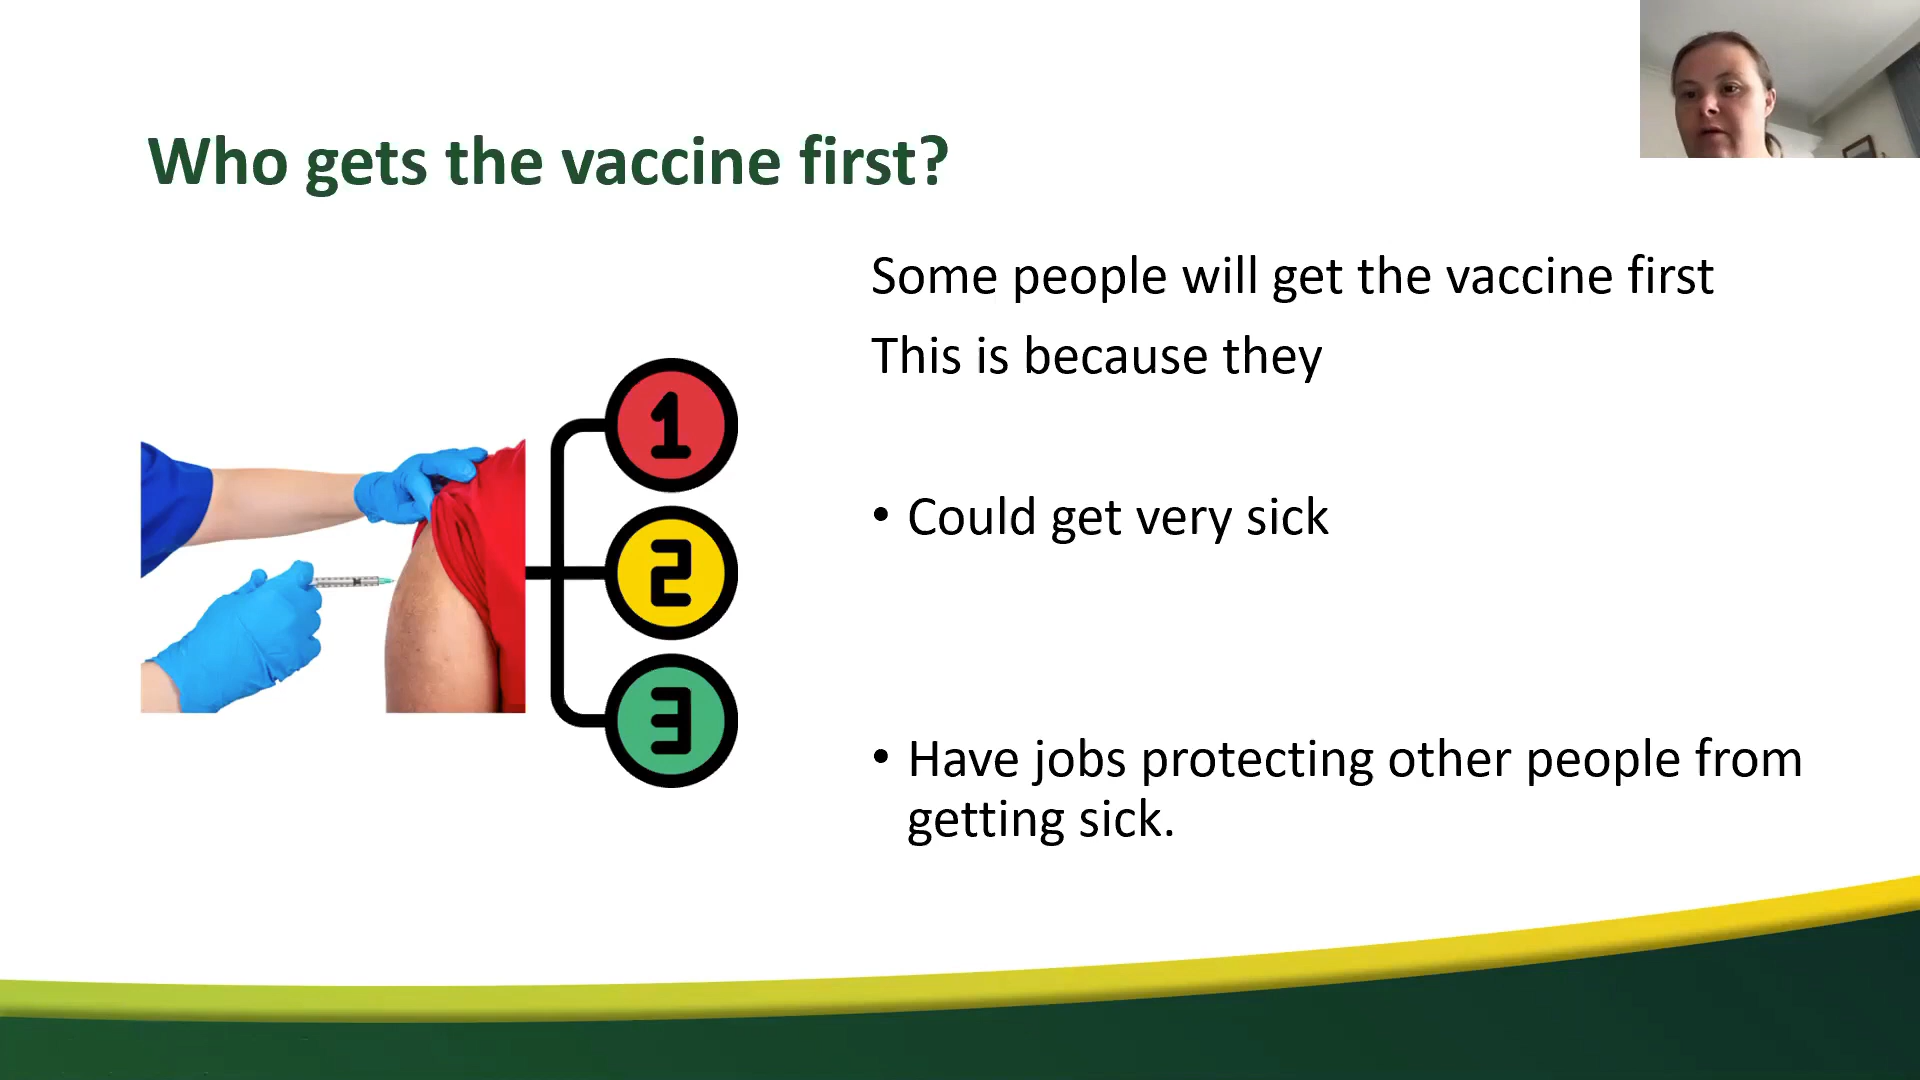 Who gets the vaccine first?
Some people will get the vaccine first
This is because they
• Could get very sick
• Have jobs protecting other people from
getting sick.
1
2
3